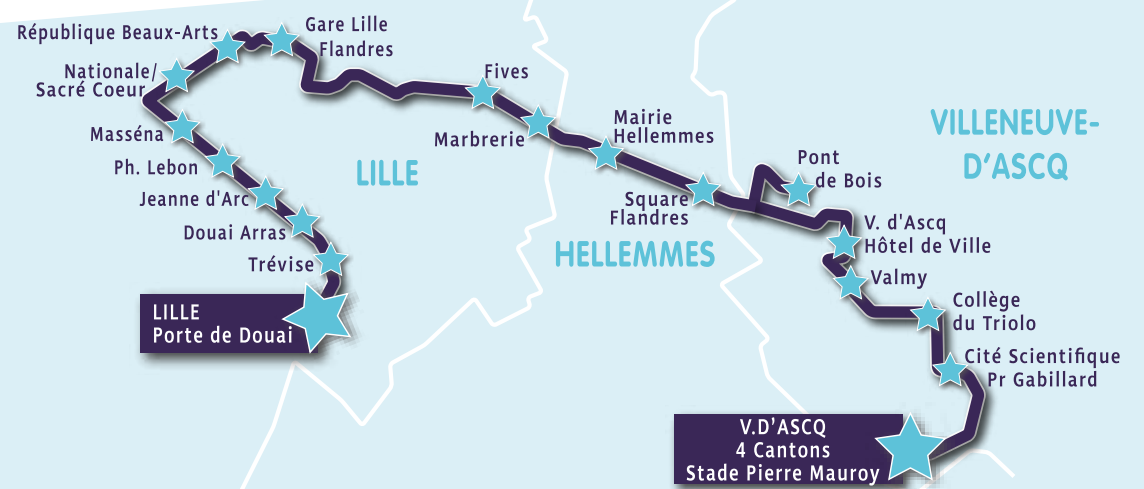 République Beaux-Arts
Gare Lille
Flandres
Nationale/
Sacré Coeur
Fives
Masséna
Marbrerie
Mairie
Hellemmes
VILLENEUVE-
D'ASCQ
Ph. Lebon
LILLE
Pont
de Bois
Jeanne d'Arc
Square
Flandres
Douai Arras
V. d'Ascq
Hôtel de Ville
HELLEMMES
Trévise
Valmy
LILLE
Porte de Douai
Collège
du Triolo
Cité Scientifique
Pr Gabillard
V.D'ASCQ
4 Cantons
Stade Pierre Mauroy